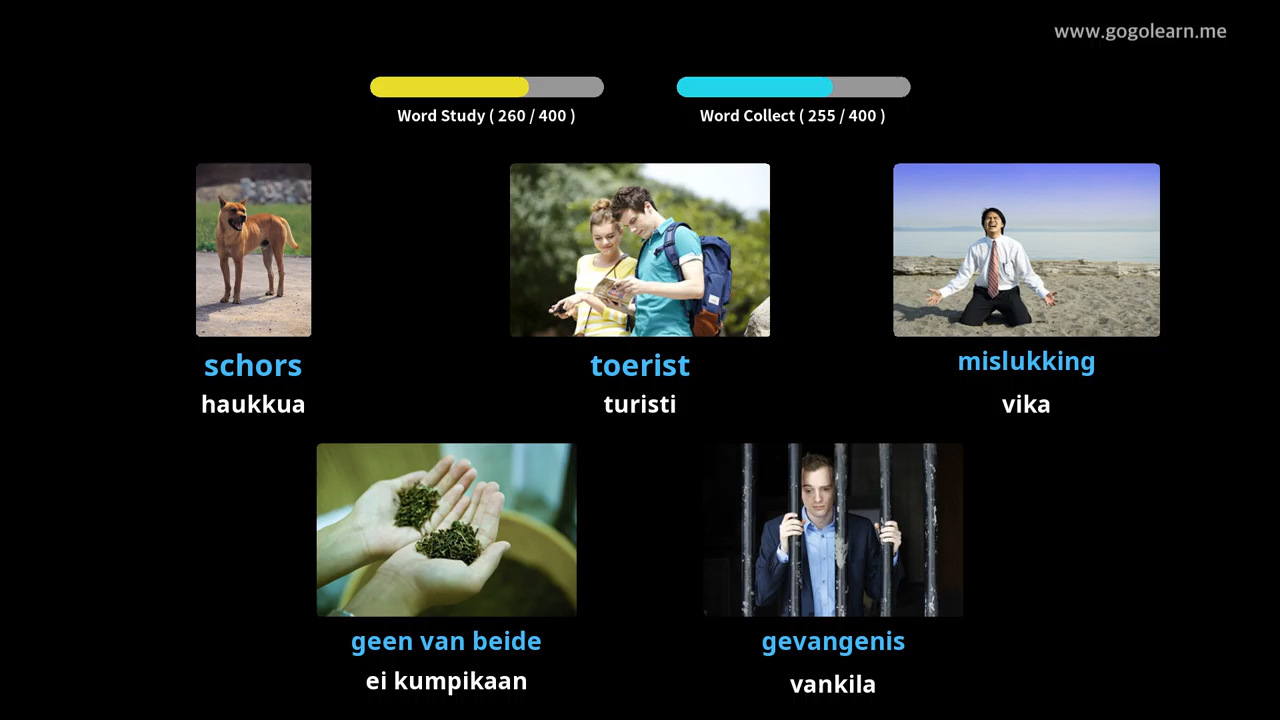 www.gogolearn.me
Word Study ( 260 / 400 )
Word Collect ( 255 / 400 )
schors
haukkua
toerist
turisti
mislukking
vika
geen van beide
ei kumpikaan
gevangenis
vankila